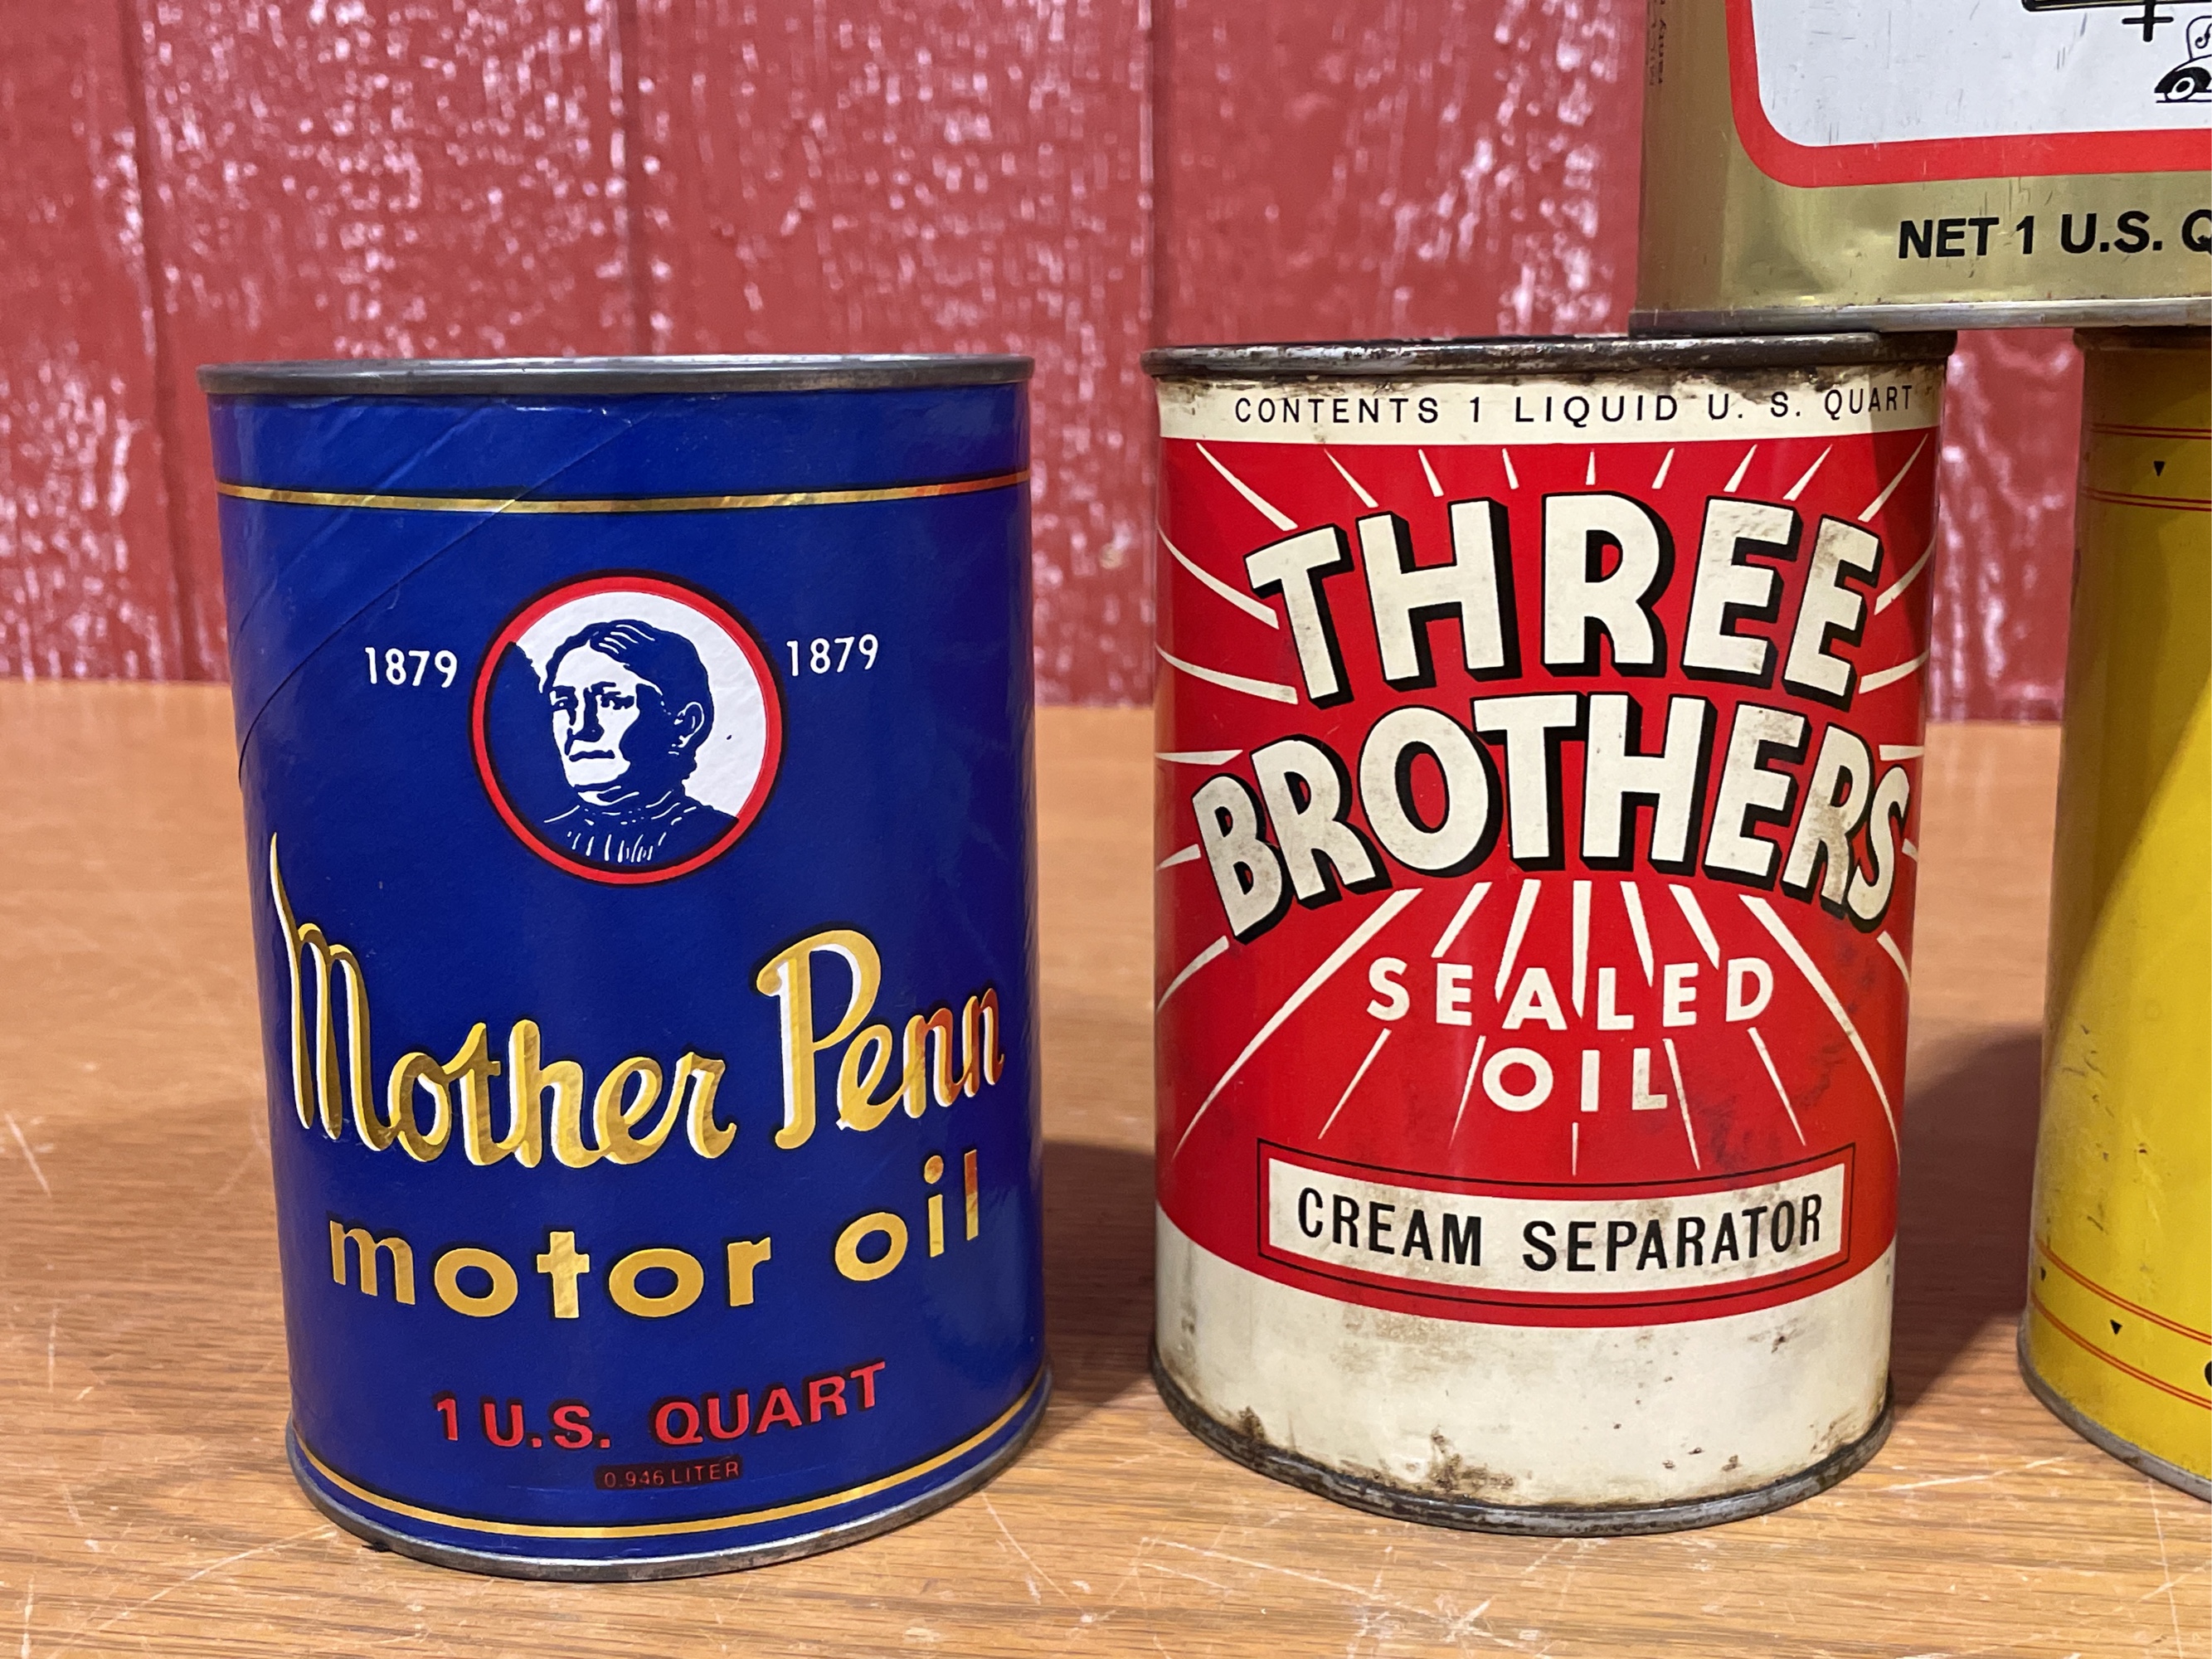 1879
1879
Mother Penn
motor oil
1 U.S. QUART
0.946 LITER
CONTENTS 1 LIQUID U. S. QUART
THREE
BROTHERS
SEALED
OIL
CREAM SEPARATOR
NET 1 U.S.